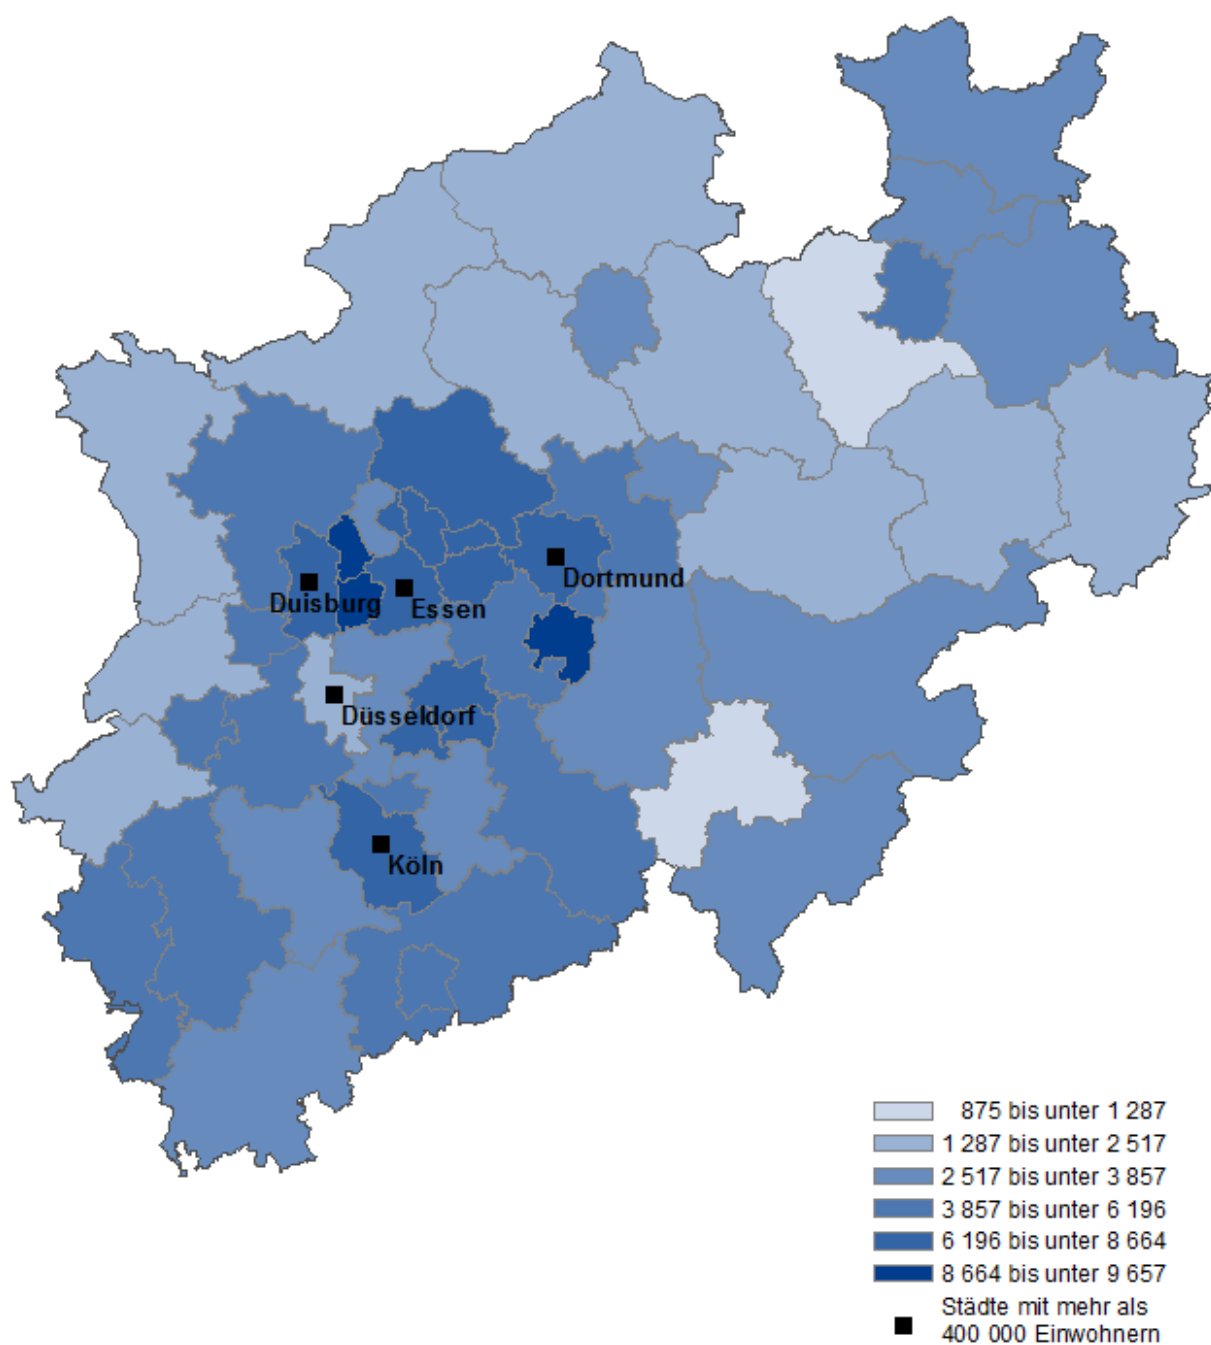 Dortmund
Duisburg
Essen
Düsseldorf
Köln
875 bis unter 1 287
1 287 bis unter 2 517
2 517 bis unter 3 857
3 857 bis unter 6 196
6 196 bis unter 8 664
8 664 bis unter 9 657
Städte mit mehr als
400 000 Einwohnern